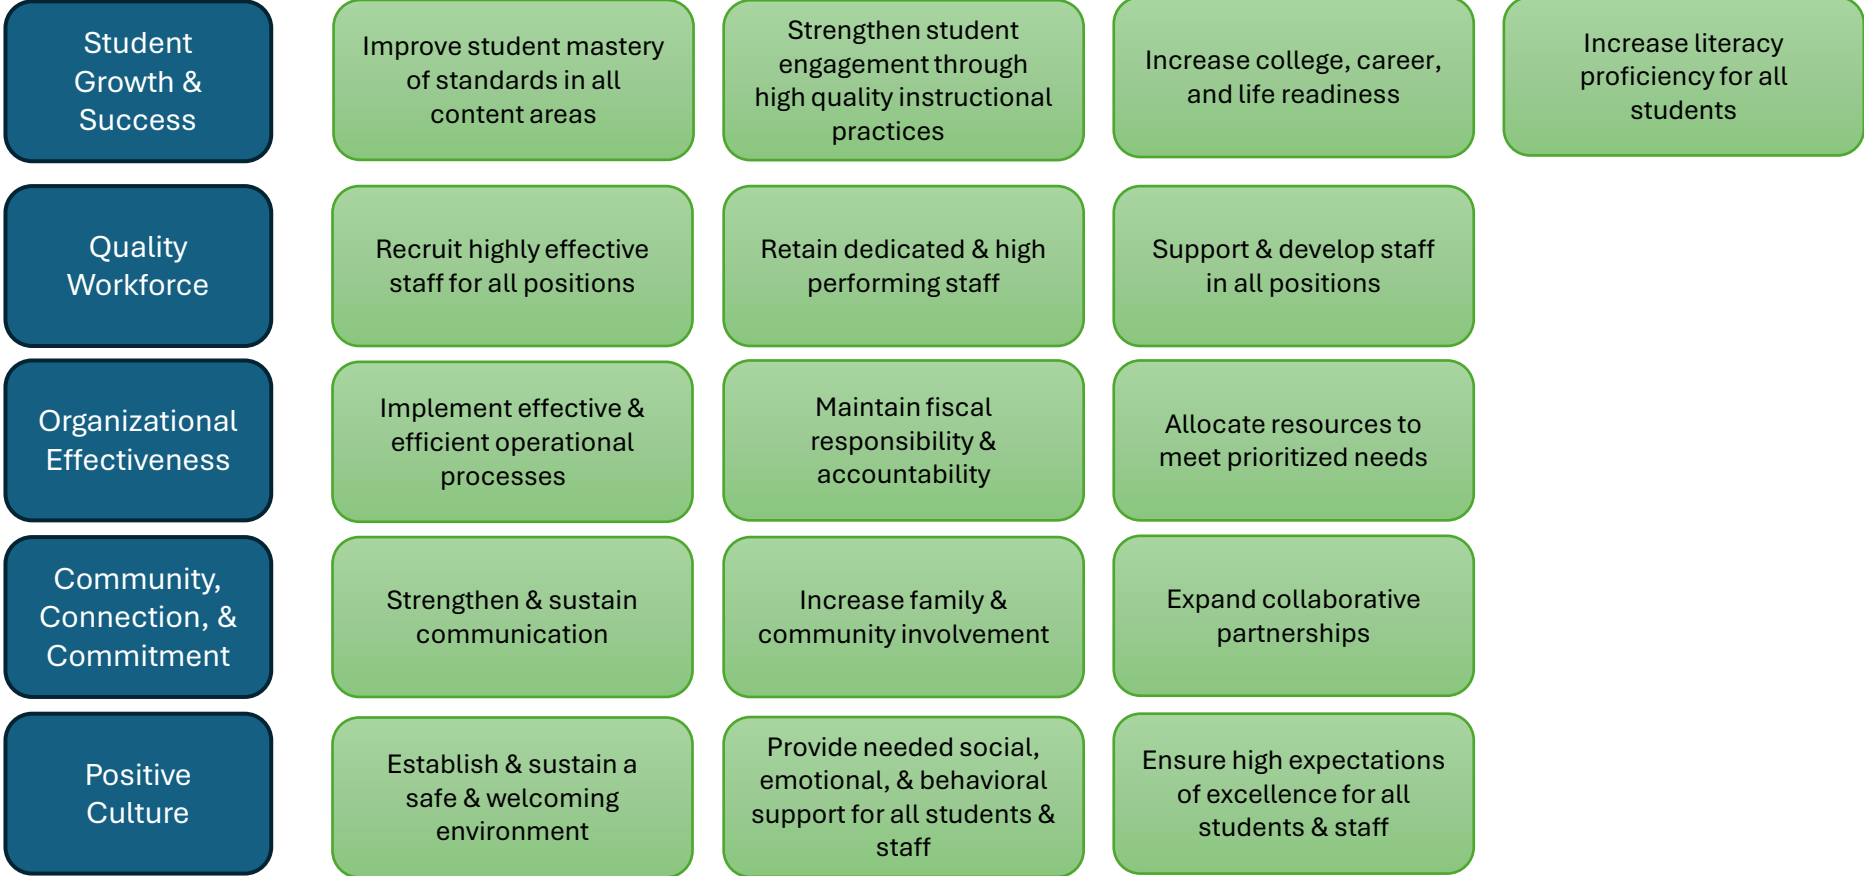 Student
Growth &
Success
Improve student mastery
of standards in all
content areas
Strengthen student
engagement through
high quality instructional
practices
Increase college, career,
and life readiness
Increase literacy
proficiency for all
students
Quality
Workforce
Recruit highly effective
staff for all positions
Retain dedicated & high
performing staff
Support & develop staff
in all positions
Organizational
Effectiveness
Implement effective &
efficient operational
processes
Maintain fiscal
responsibility &
accountability
Allocate resources to
meet prioritized needs
Community,
Connection, &
Commitment
Strengthen & sustain
communication
Increase family &
community involvement
Expand collaborative
partnerships
Positive
Culture
Establish & sustain a
safe & welcoming
environment
Provide needed social,
emotional, & behavioral
support for all students &
staff
Ensure high expectations
of excellence for all
students & staff